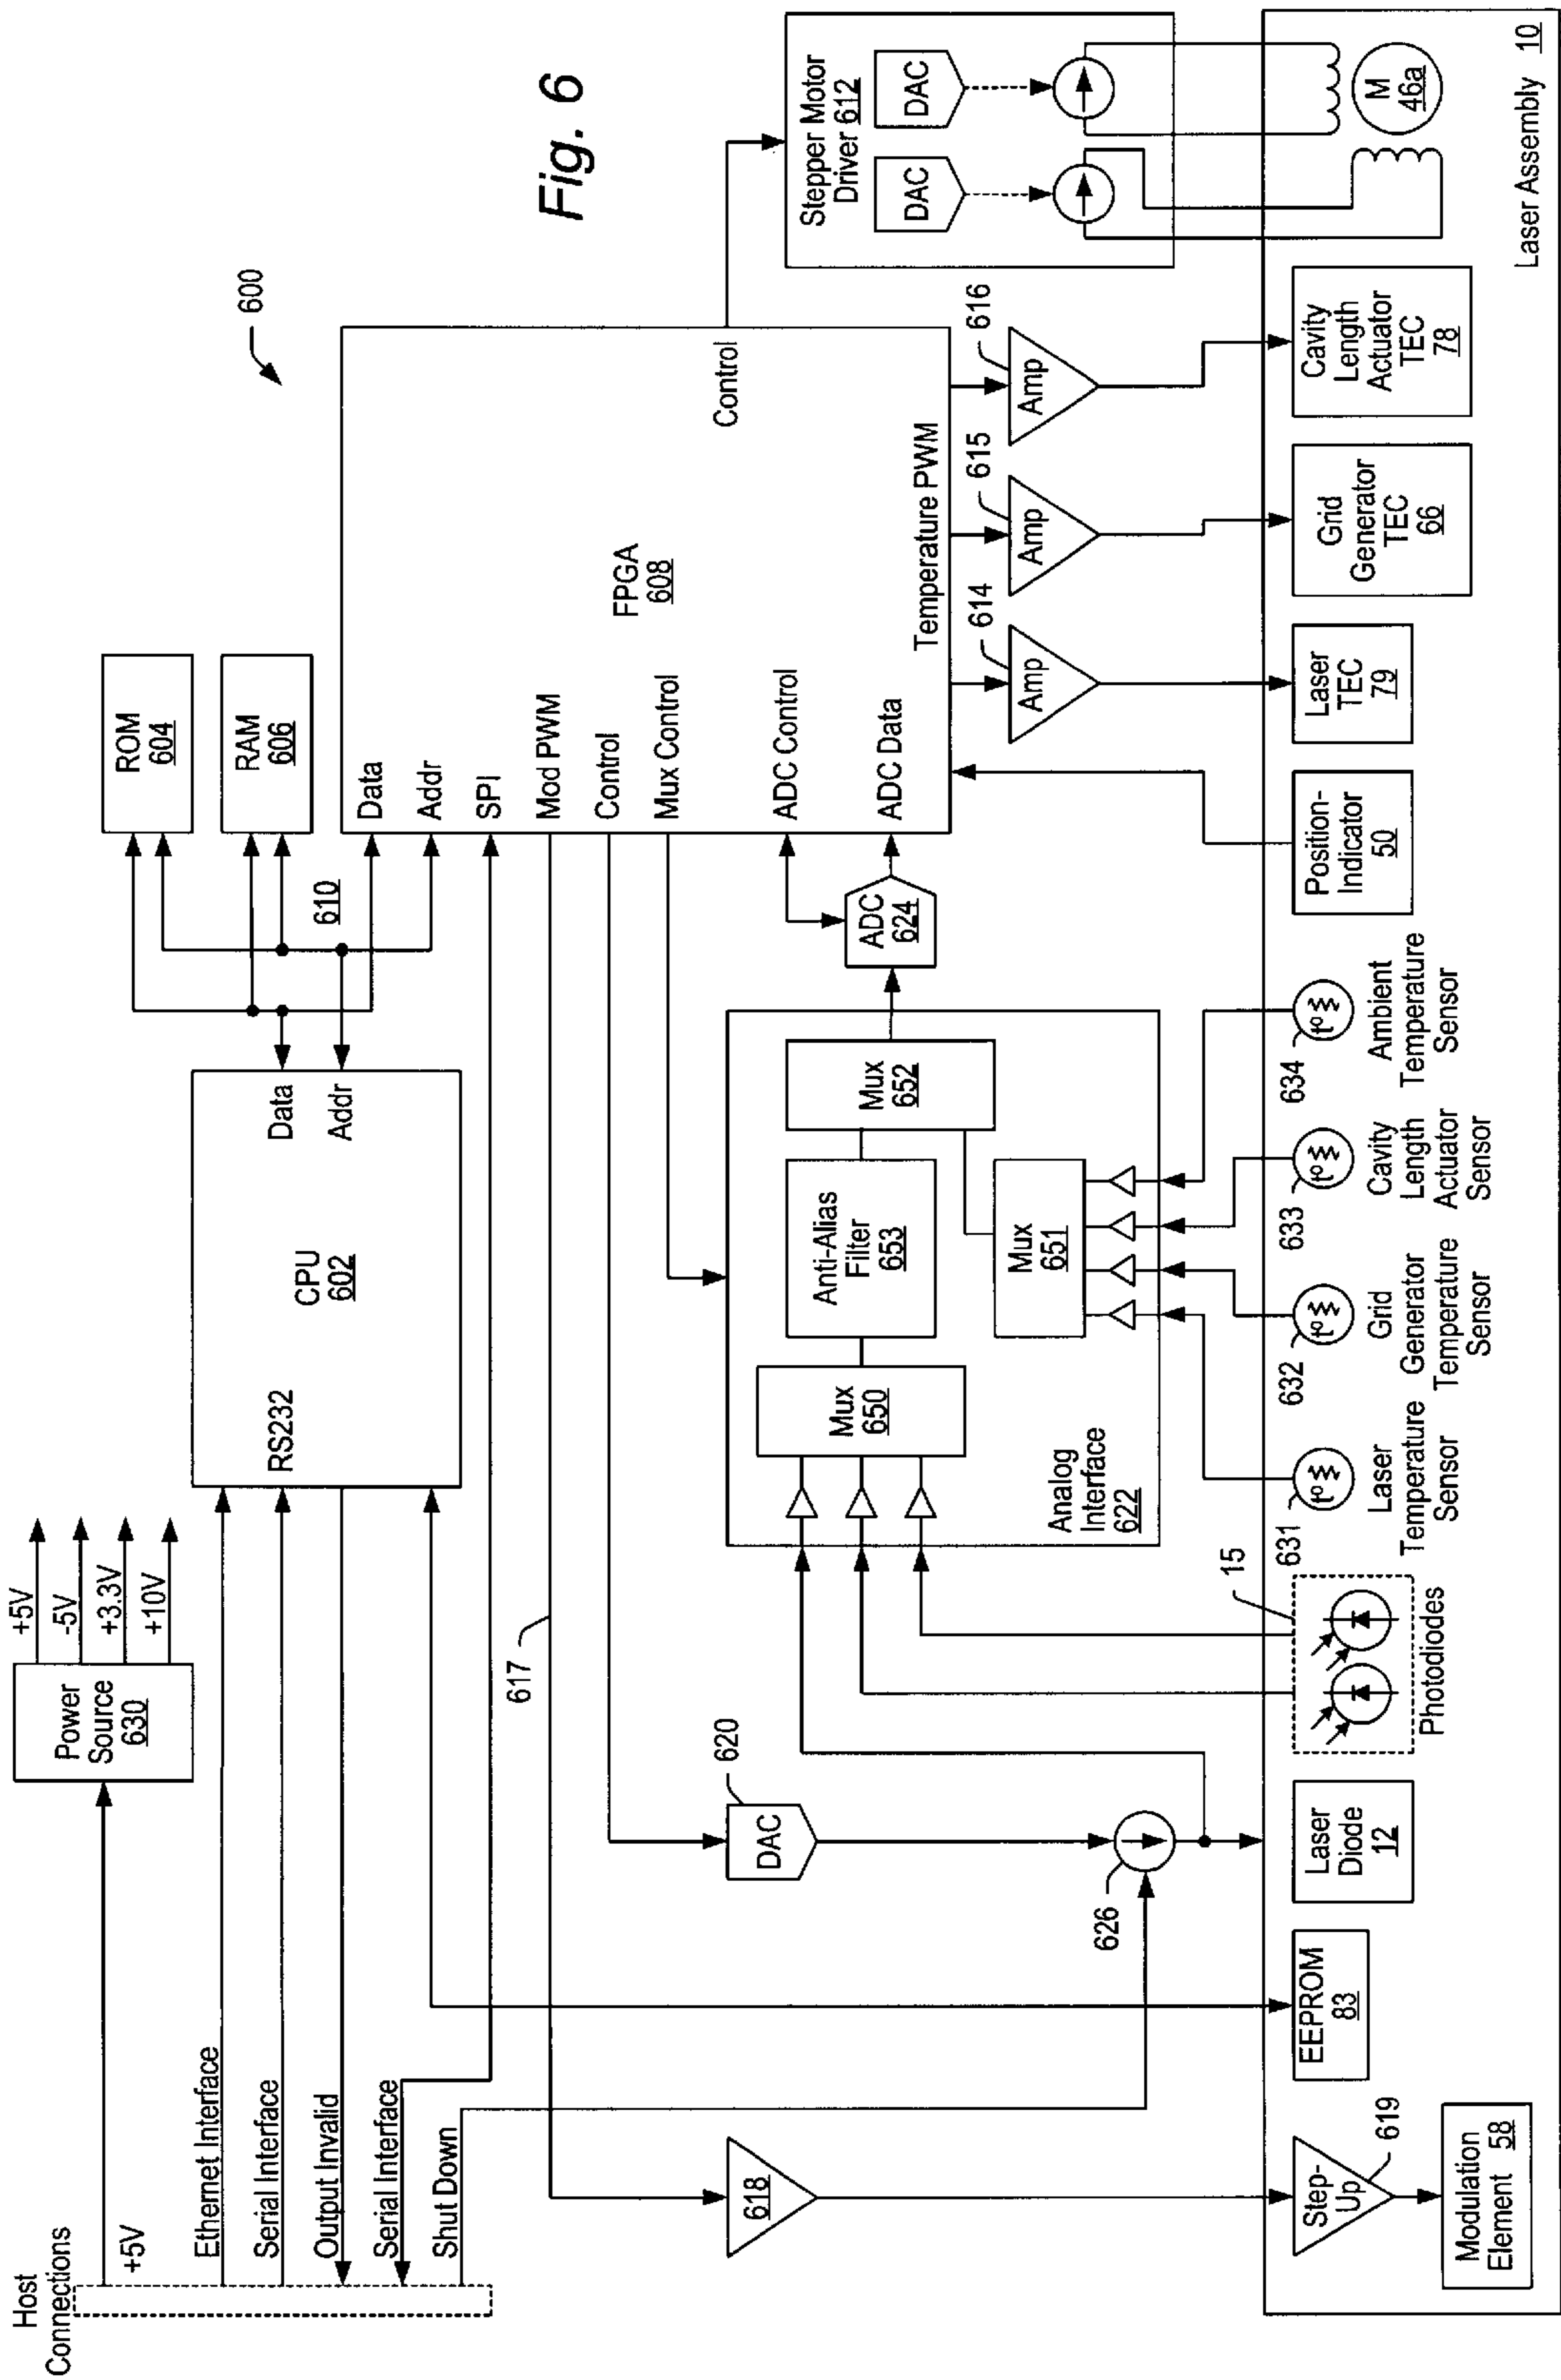 Fig. 6
600
Host
Connections
+5V
Ethernet Interface
Serial Interface
Output Invalid
Serial Interface
Shut Down
Power
Source
630
+5V
-5V
+3.3V
+10V
RS232
CPU
602
Data
Addr
610
ROM
604
RAM
606
Data
Addr
SPI
Mod PWM
Control
Mux Control
ADC Control
ADC Data
FPGA
608
Temperature PWM
Control
Stepper Motor
Driver 612
DAC
DAC
617
618
620
DAC
626
Analog
Interface
622
Mux
650
Anti-Alias
Filter
653
Mux
652
Mux
651
ADC
624
614
Amp
615
Amp
616
Amp
Step-
Up
619
Modulation
Element 58
EEPROM
83
Laser
Diode
12
15
Photodiodes
631
t°
Laser
Temperature
Sensor
632
t°
Grid
Generator
Temperature
Sensor
633
t°
Cavity
Length
Actuator
Sensor
634
t°
Ambient
Temperature
Sensor
Position-
Indicator
50
Laser
TEC
79
Grid
Generator
TEC
66
Cavity
Length
Actuator
TEC
78
M
46a
Laser Assembly 10